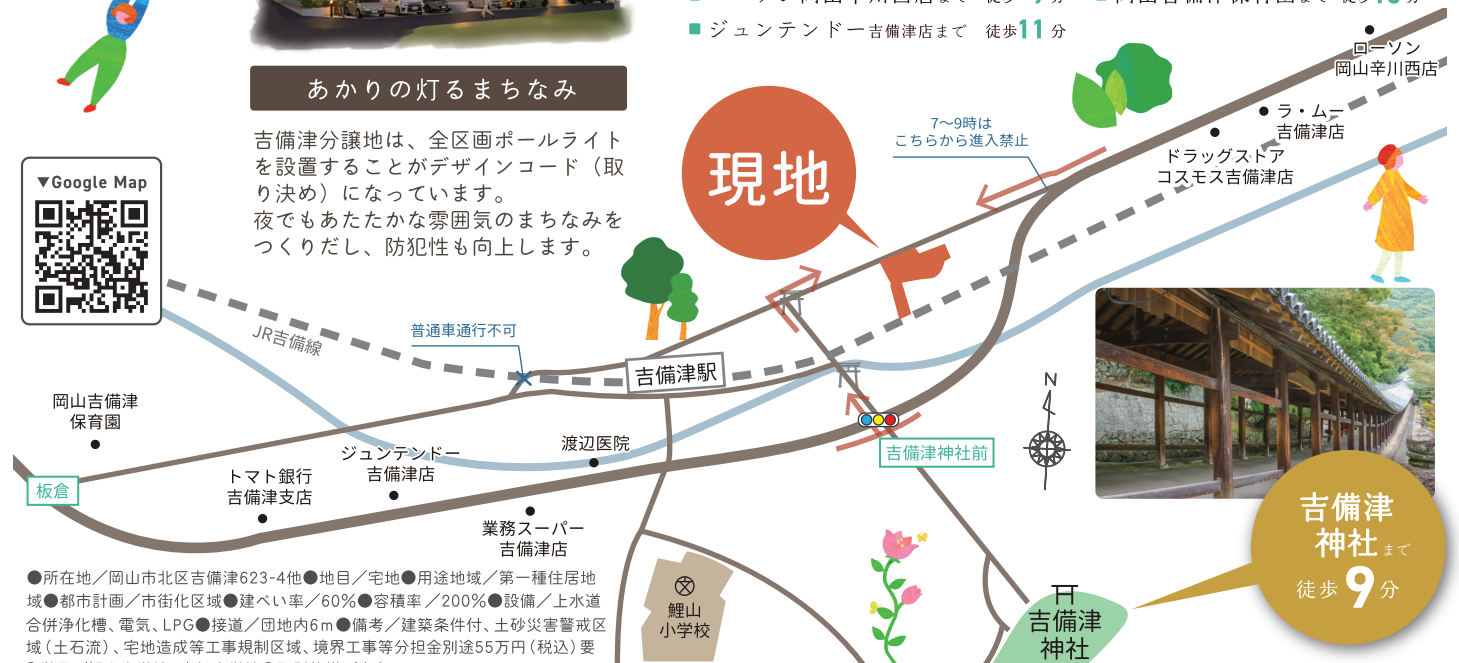 ジュンテンドー吉備津店まで 徒歩11分
あかりの灯るまちなみ
吉備津分譲地は、全区画ポールライト
を設置することがデザインコード（取
り決め）になっています。
夜でもあたたかな雰囲気のまちなみを
つくりだし、防犯性も向上します。
▼Google Map
現地
7〜9時は
こちらから進入禁止
ローソン
岡山辛川西店
ラ・ムー
吉備津店
ドラッグストア
コスモス吉備津店
JR吉備線
普通車通行不可
吉備津駅
岡山吉備津
保育園
板倉
トマト銀行
吉備津支店
ジュンテンドー
吉備津店
渡辺医院
業務スーパー
吉備津店
吉備津神社前
N
吉備津
神社まで
徒歩9分
鯉山
小学校
吉備津
神社
●所在地／岡山市北区吉備津623-4他●地目／宅地●用途地域／第一種住居地
域●都市計画／市街化区域●建ぺい率／60%●容積率／200%●設備／上水道
合併浄化槽、電気、LPG●接道／団地内6m●備考／建築条件付、土砂災害警戒区
域（土石流）、宅地造成等工事規制区域、境界工事等分担金別途55万円（税込）要